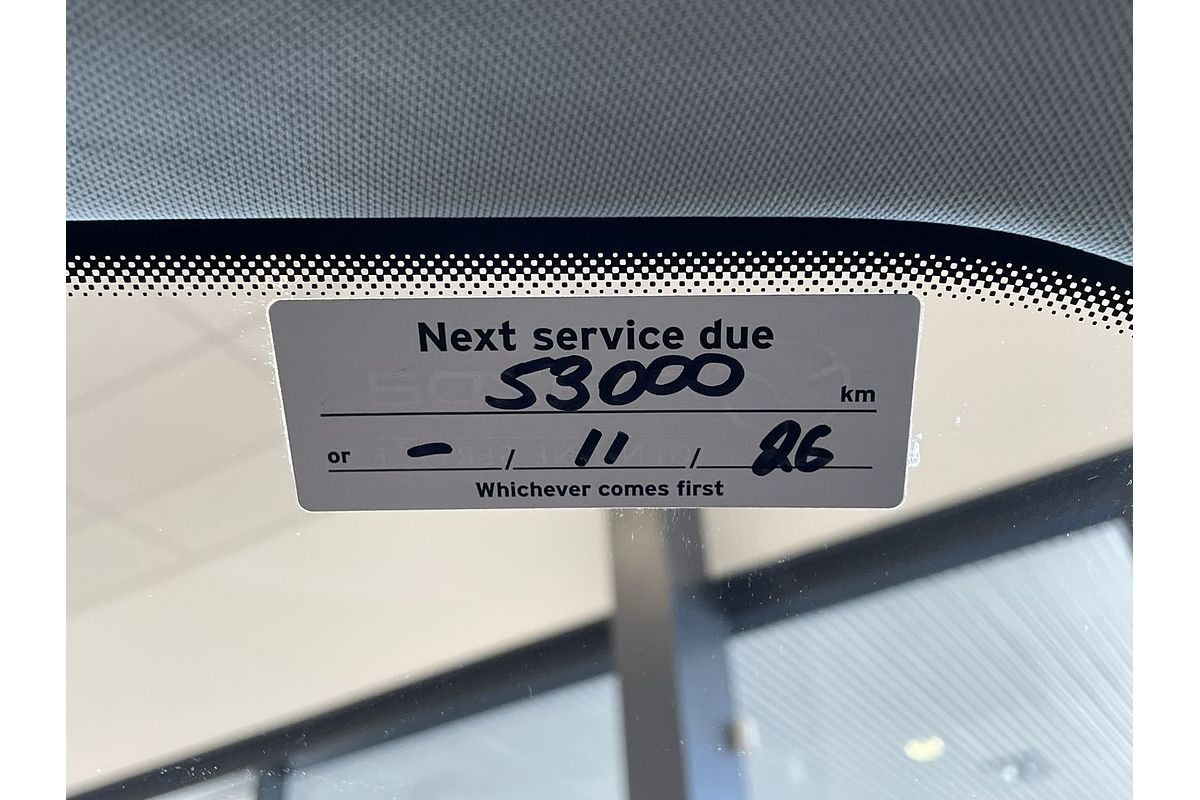 Next service due
53000 km
or - / 11 / 26
Whichever comes first